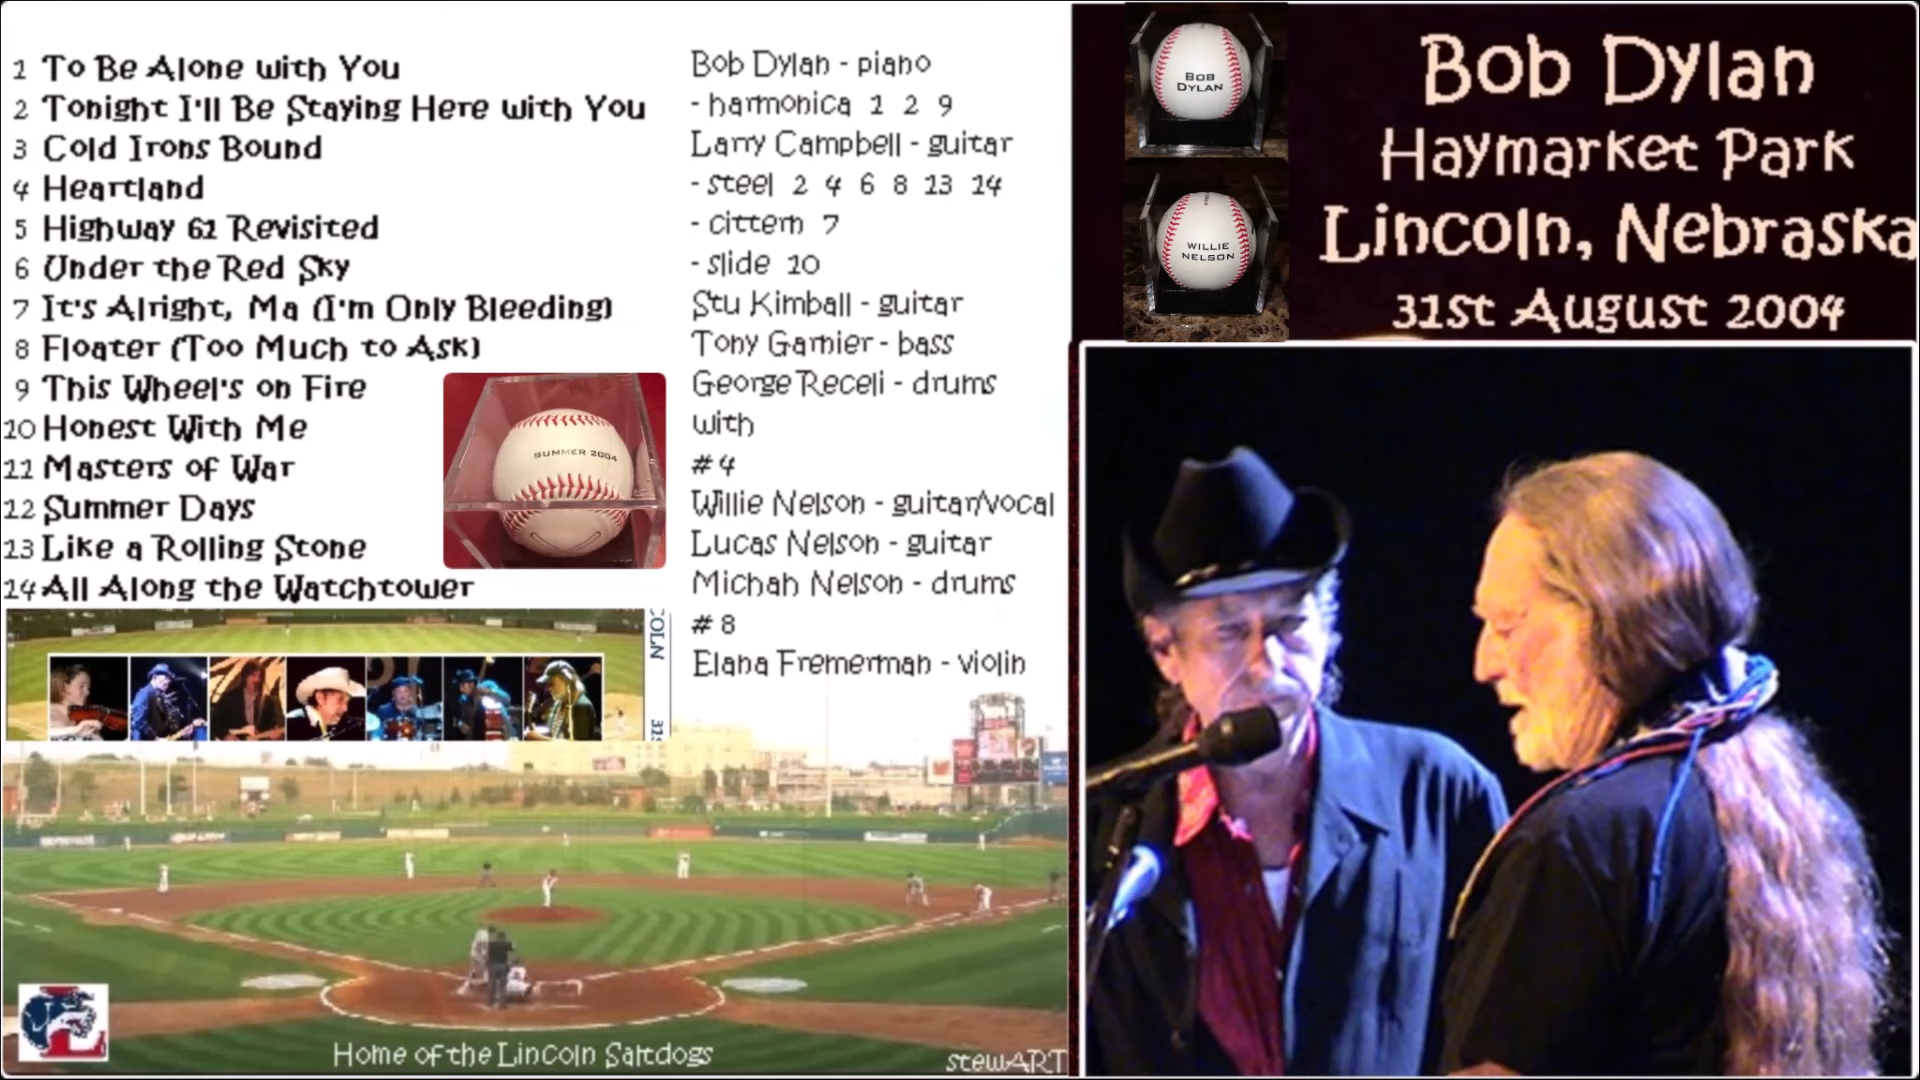 1 To Be Alone with You
2 Tonight I'll Be Staying Here with You
3 Cold Irons Bound
4 Heartland
5 Highway 61 Revisited
6 Under the Red Sky
7 It's Alright, Ma (I'm Only Bleeding)
8 Floater (Too Much to Ask)
9 This Wheel's on Fire
10 Honest With Me
11 Masters of War
12 Summer Days
13 Like a Rolling Stone
14 All Along the Watchtower
SUMMER 2004
Bob Dylan - piano
- harmonica 1 2 9
Larry Campbell - guitar
- steel 2 4 6 8 13 14
- cittern 7
- slide 10
Stu Kimball - guitar
Tony Garnier - bass
George Receli - drums
with
# 4
Willie Nelson - guitar/vocal
Lucas Nelson - guitar
Michah Nelson - drums
# 8
Elana Fremerman - violin
COLN
31S
Home of the Lincoln Saltdogs
stewART
BOB
DYLAN
WILLIE
NELSON
Bob Dylan
Haymarket Park
Lincoln, Nebraska
31st August 2004